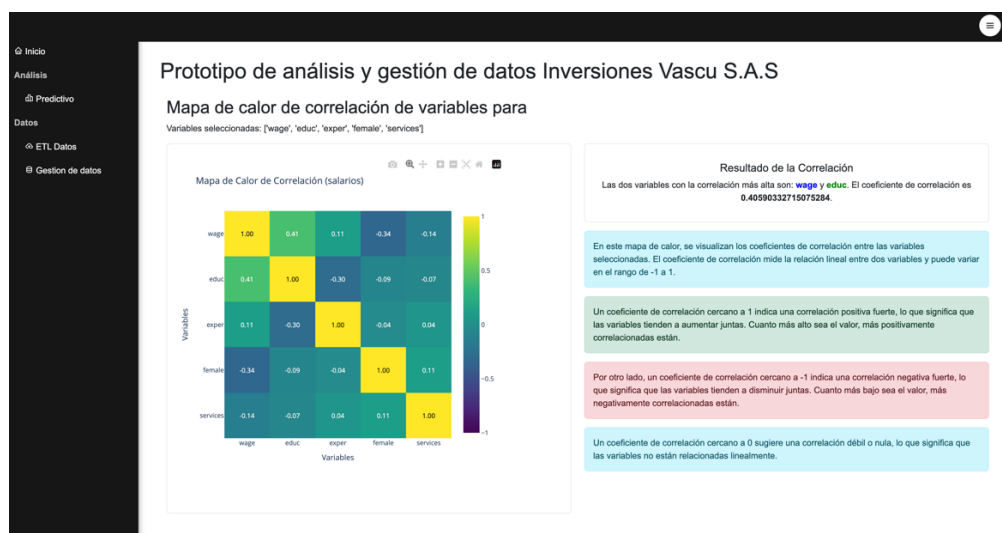 Inicio
Análisis
Predictivo
Datos
ETL Datos
Gestion de datos
Prototipo de análisis y gestión de datos Inversiones Vascu S.A.S
Mapa de calor de correlación de variables para
Variables seleccionadas: ['wage', 'educ', 'exper', 'female', 'services']
Mapa de Calor de Correlación (salarios)
wage 1.00 0.41 0.11 -0.34 -0.14
educ 0.41 1.00 -0.30 -0.09 -0.07
exper 0.11 -0.30 1.00 -0.04 0.04
female -0.34 -0.09 -0.04 1.00 0.11
services -0.14 -0.07 0.04 0.11 1.00
wage educ exper female services
Variables
Variables
1
0.5
0
−0.5
−1
Resultado de la Correlación
Las dos variables con la correlación más alta son: wage y educ. El coeficiente de correlación es
0.40590332715075284.
En este mapa de calor, se visualizan los coeficientes de correlación entre las variables
seleccionadas. El coeficiente de correlación mide la relación lineal entre dos variables y puede variar
en el rango de -1 a 1.
Un coeficiente de correlación cercano a 1 indica una correlación positiva fuerte, lo que significa que
las variables tienden a aumentar juntas. Cuanto más alto sea el valor, más positivamente
correlacionadas están.
Por otro lado, un coeficiente de correlación cercano a -1 indica una correlación negativa fuerte, lo
que significa que las variables tienden a disminuir juntas. Cuanto más bajo sea el valor, más
negativamente correlacionadas están.
Un coeficiente de correlación cercano a 0 sugiere una correlación débil o nula, lo que significa que
las variables no están relacionadas linealmente.